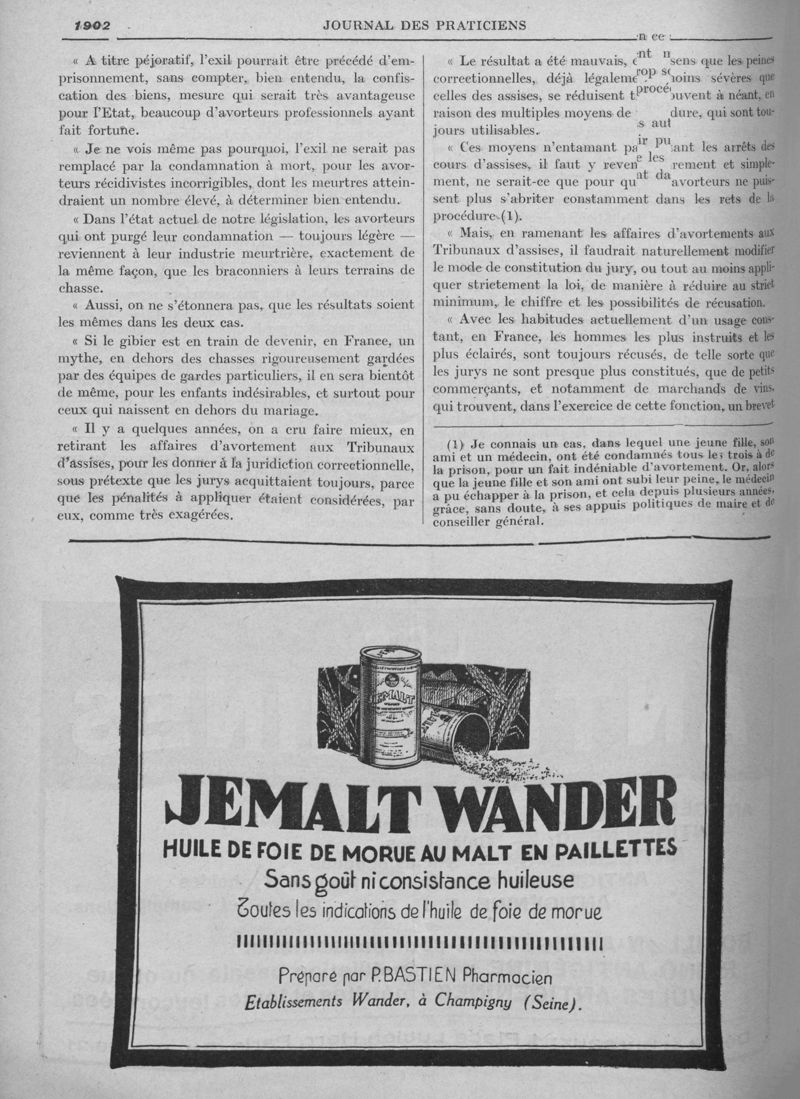 1902
JOURNAL DES PRATICIENS
« A titre péjoratif, l'exil pourrait être précédé d'em-
prisonnement, sans compter, bien entendu, la confis-
cation des biens, mesure qui serait très avantageuse
pour l'Etat, beaucoup d'avorteurs professionnels ayant
fait fortune.
« Je ne vois même pas pourquoi, l'exil ne serait pas
remplacé par la condamnation à mort, pour les avor-
teurs récidivistes incorrigibles, dont les meurtres attein-
draient un nombre élevé, à déterminer bien entendu.
« Dans l'état actuel de notre législation, les avorteurs
qui ont purgé leur condamnation — toujours légère —
reviennent à leur industrie meurtrière, exactement de
la même façon, que les braconniers à leurs terrains de
chasse.
« Aussi, on ne s'étonnera pas, que les résultats soient
les mêmes dans les deux cas.
« Si le gibier est en train de devenir, en France, un
mythe, en dehors des chasses rigoureusement gardées
par des équipes de gardes particuliers, il en sera bientôt
de même, pour les enfants indésirables, et surtout pour
ceux qui naissent en dehors du mariage.
« Il y a quelques années, on a cru faire mieux, en
retirant les affaires d'avortement aux Tribunaux
d'assises, pour les donner à la juridiction correctionnelle,
sous prétexte que les jurys acquittaient toujours, parce
que les pénalités à appliquer étaient considérées, par
eux, comme très exagérées.
« Le résultat a été mauvais, sens que les peines
correctionnelles, déjà moins sévères que
celles des assises, se réduisent à néant, en
raison des multiples moyens de dure, qui sont tou-
jours utilisables.
« Ces moyens n'entamant les arrêts des
cours d'assises, il faut y et simple-
ment, ne serait-ce que pour avorteurs ne puis-
sent plus s'abriter constamment dans les rets de la
procédure (1).
« Mais, en ramenant les affaires d'avortements aux
Tribunaux d'assises, il faudrait naturellement modifier
le mode de constitution du jury, ou tout au moins appli-
quer strictement la loi, de manière à réduire au strict
minimum, le chiffre et les possibilités de récusation.
« Avec les habitudes actuellement d'un usage cons-
tant, en France, les hommes les plus instruits et les
plus éclairés, sont toujours récusés, de telle sorte que
les jurys ne sont presque plus constitués, que de petits
commerçants, et notamment de marchands de vins,
qui trouvent, dans l'exercice de cette fonction, un brevet
(1) Je connais un cas, dans lequel une jeune fille, son
ami et un médecin, ont été condamnés tous les trois à de
la prison, pour un fait indéniable d'avortement. Or, alors
que la jeune fille et son ami ont subi leur peine, le médecin
a pu échapper à la prison, et cela depuis plusieurs années,
grâce, sans doute, à ses appuis politiques de maire et de
conseiller général.
JEMALT
JEMALT WANDER
HUILE DE FOIE DE MORUE AU MALT EN PAILLETTES
Sans goût ni consistance huileuse
Toutes les indications de l'huile de foie de morue
Préparé par P. BASTIEN Pharmacien
Etablissements Wander, à Champigny (Seine).